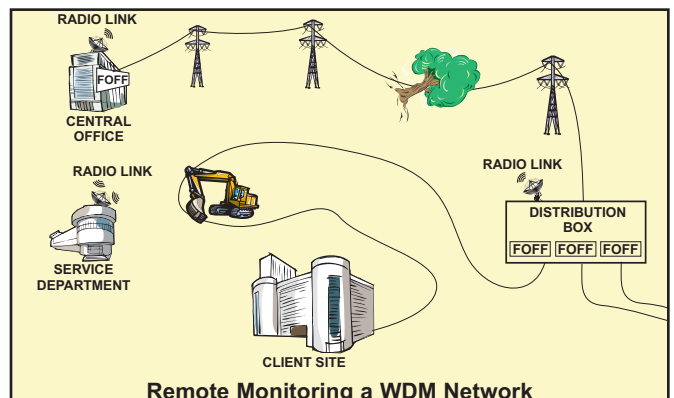 RADIO LINK
FOFF
CENTRAL
OFFICE
RADIO LINK
SERVICE
DEPARTMENT
RADIO LINK
DISTRIBUTION
BOX
FOFF FOFF FOFF
CLIENT SITE
Remote Monitoring a WDM Network